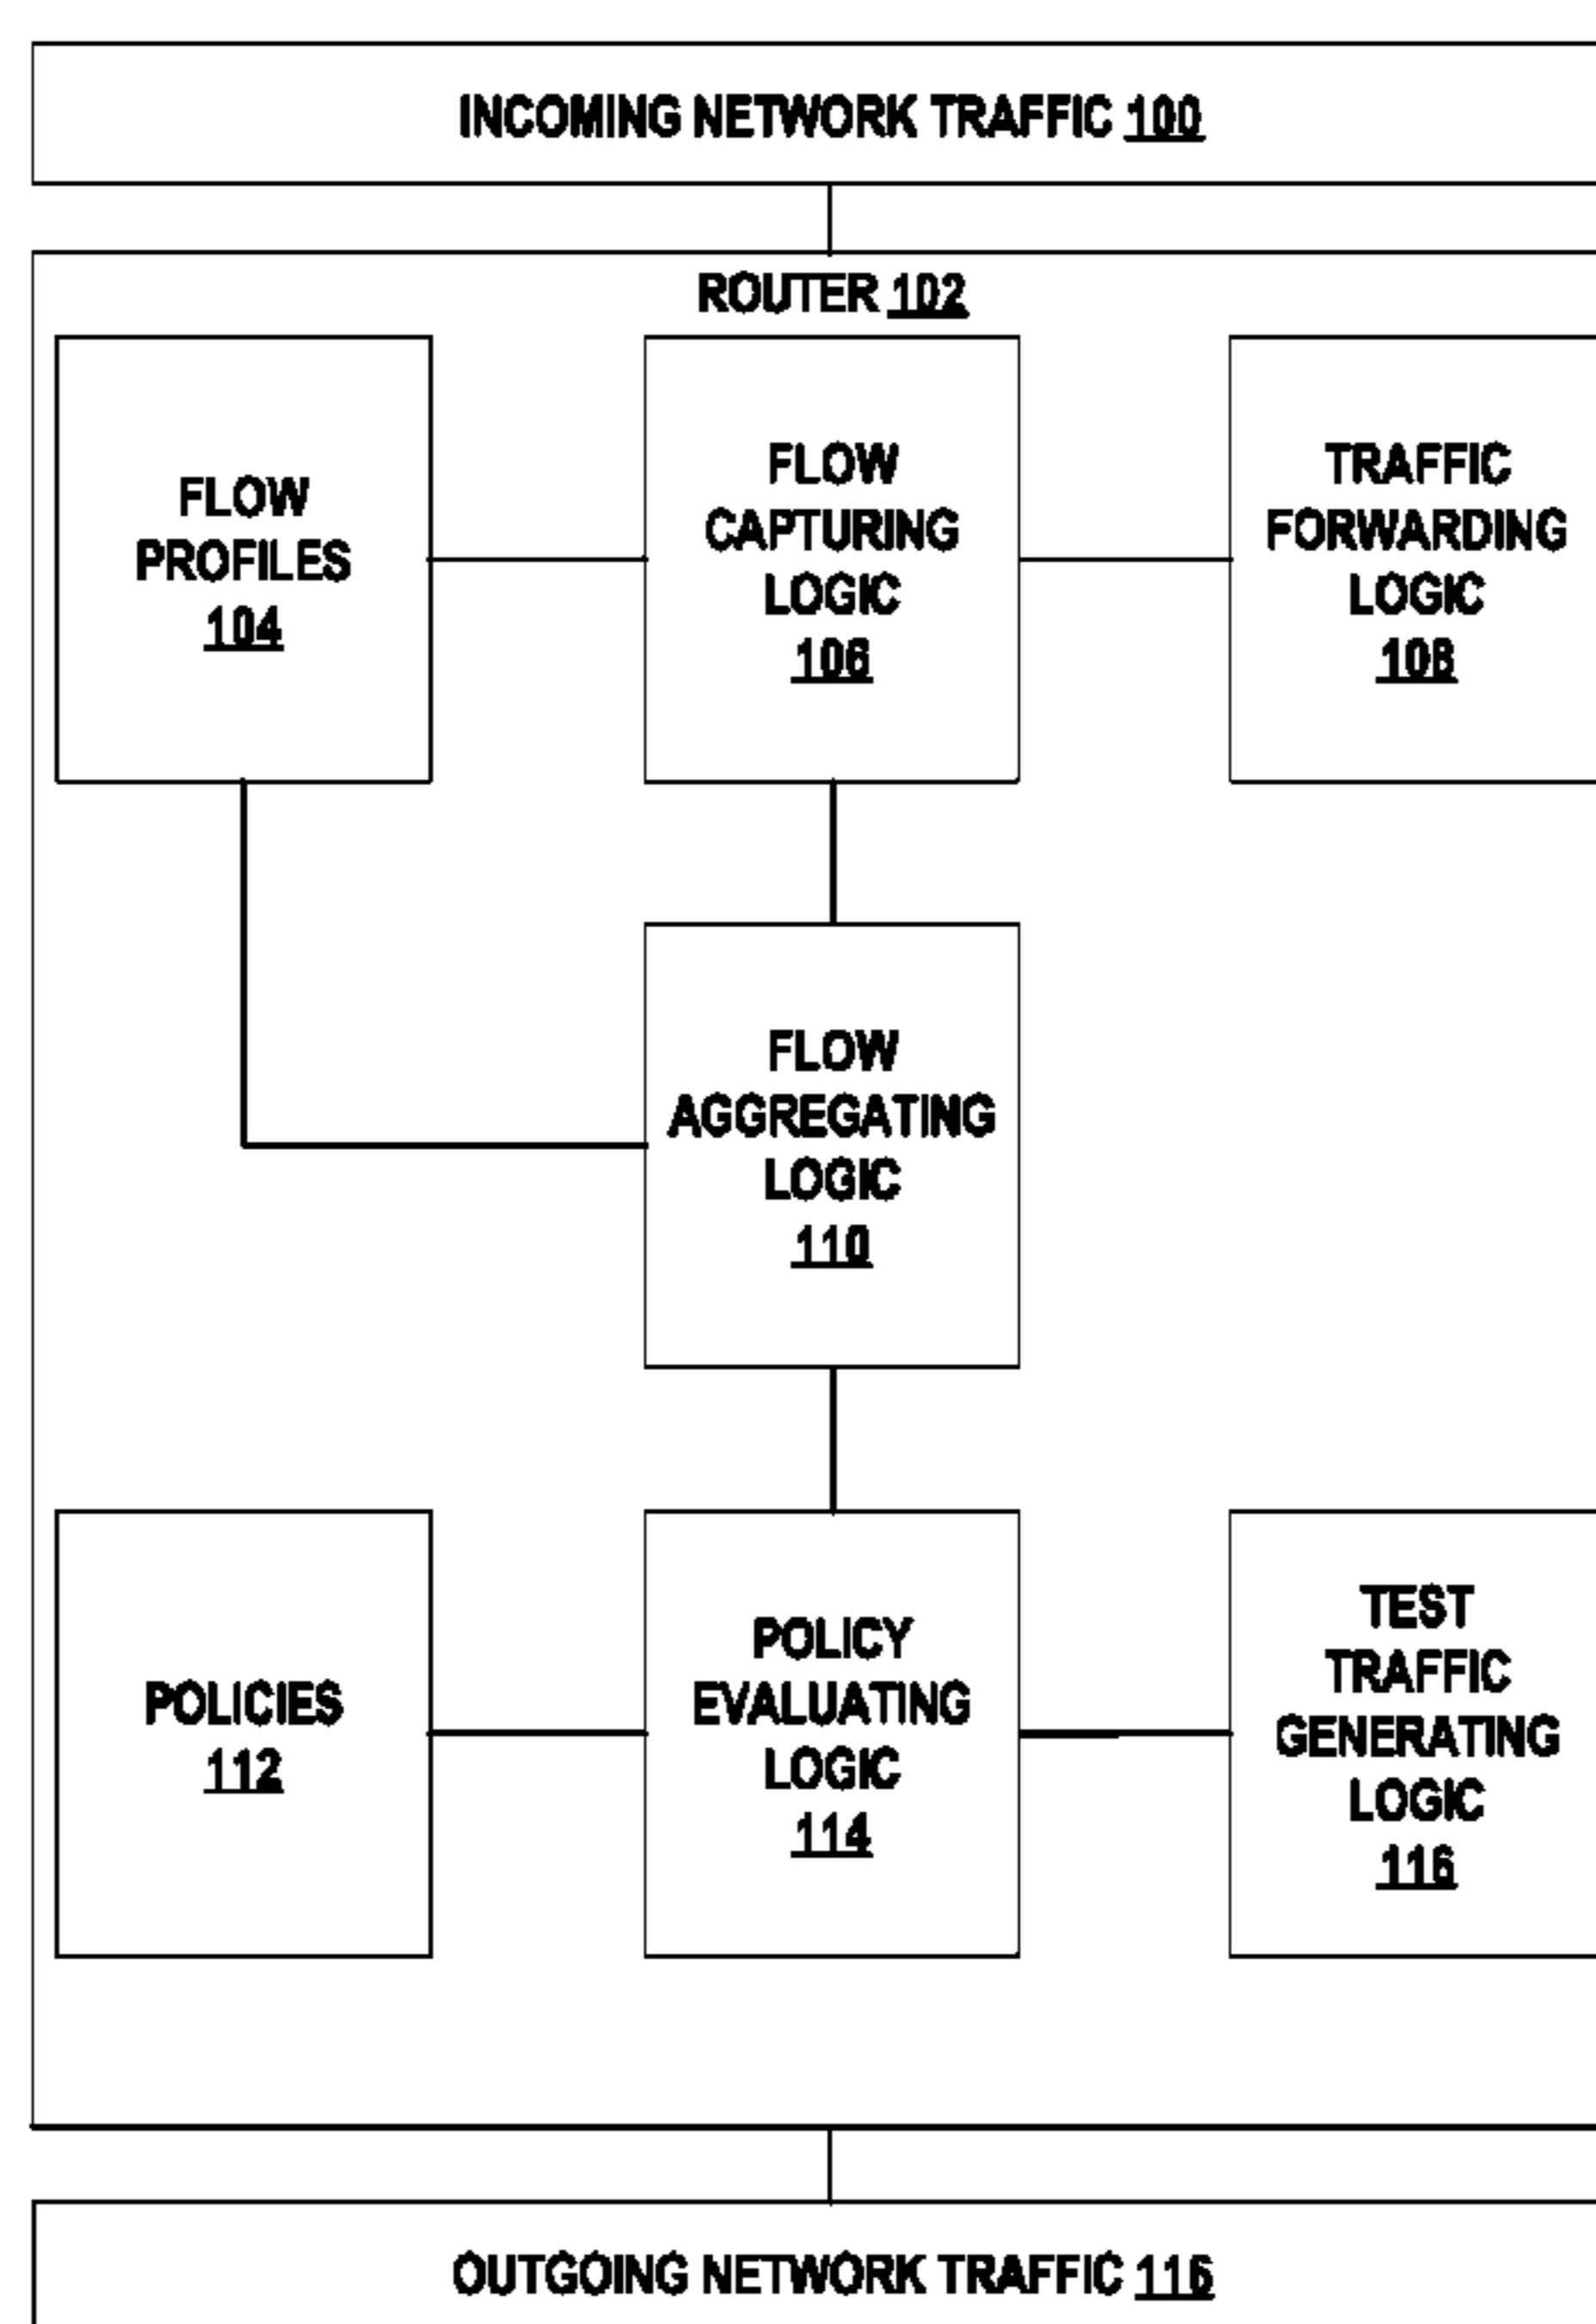 INCOMING NETWORK TRAFFIC 100
ROUTER 102
FLOW
PROFILES
104
FLOW
CAPTURING
LOGIC
106
TRAFFIC
FORWARDING
LOGIC
108
FLOW
AGGREGATING
LOGIC
110
POLICIES
112
POLICY
EVALUATING
LOGIC
114
TEST
TRAFFIC
GENERATING
LOGIC
116
OUTGOING NETWORK TRAFFIC 116